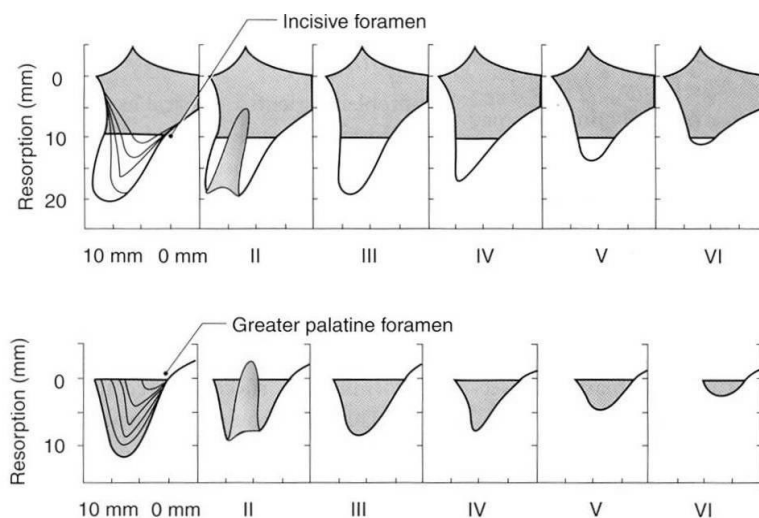 Incisive foramen
Resorption (mm)
0
10
20
10 mm 0 mm II III IV V VI
Greater palatine foramen
Resorption (mm)
0
10
10 mm 0 mm II III IV V VI